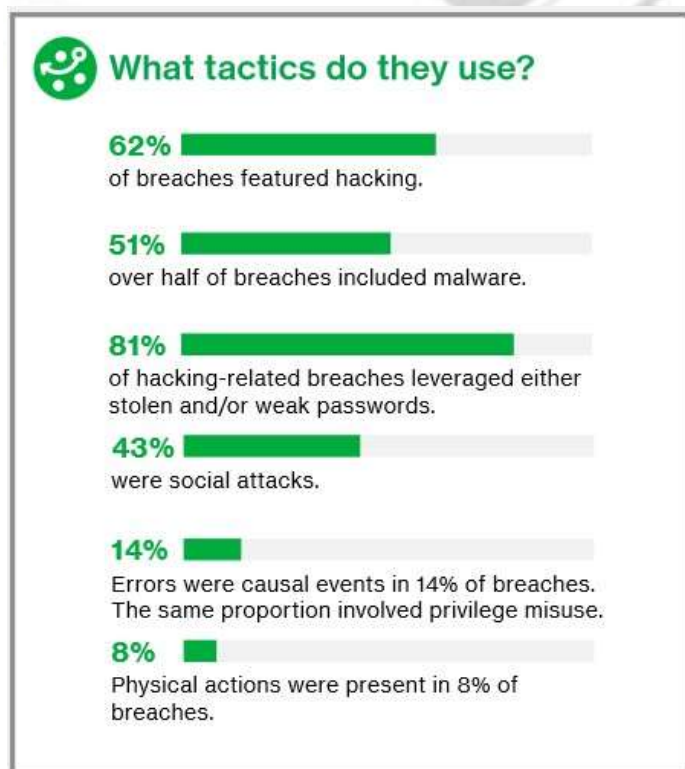 What tactics do they use?
62%
of breaches featured hacking.
51%
over half of breaches included malware.
81%
of hacking-related breaches leveraged either
stolen and/or weak passwords.
43%
were social attacks.
14%
Errors were causal events in 14% of breaches.
The same proportion involved privilege misuse.
8%
Physical actions were present in 8% of
breaches.